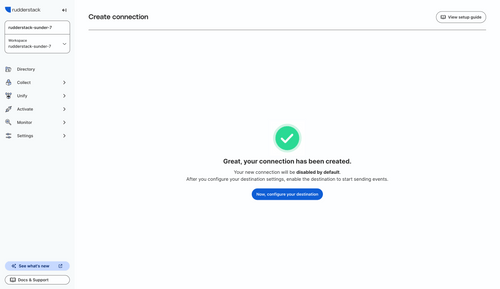 rudderstack
rudderstack-sunder-7
Workspace
rudderstack-sunder-7
Directory
Collect
Unify
Activate
Monitor
Settings
See what's new
Docs & Support
Create connection
View setup guide
Great, your connection has been created.
Your new connection will be disabled by default.
After you configure your destination settings, enable the destination to start sending events.
Now, configure your destination